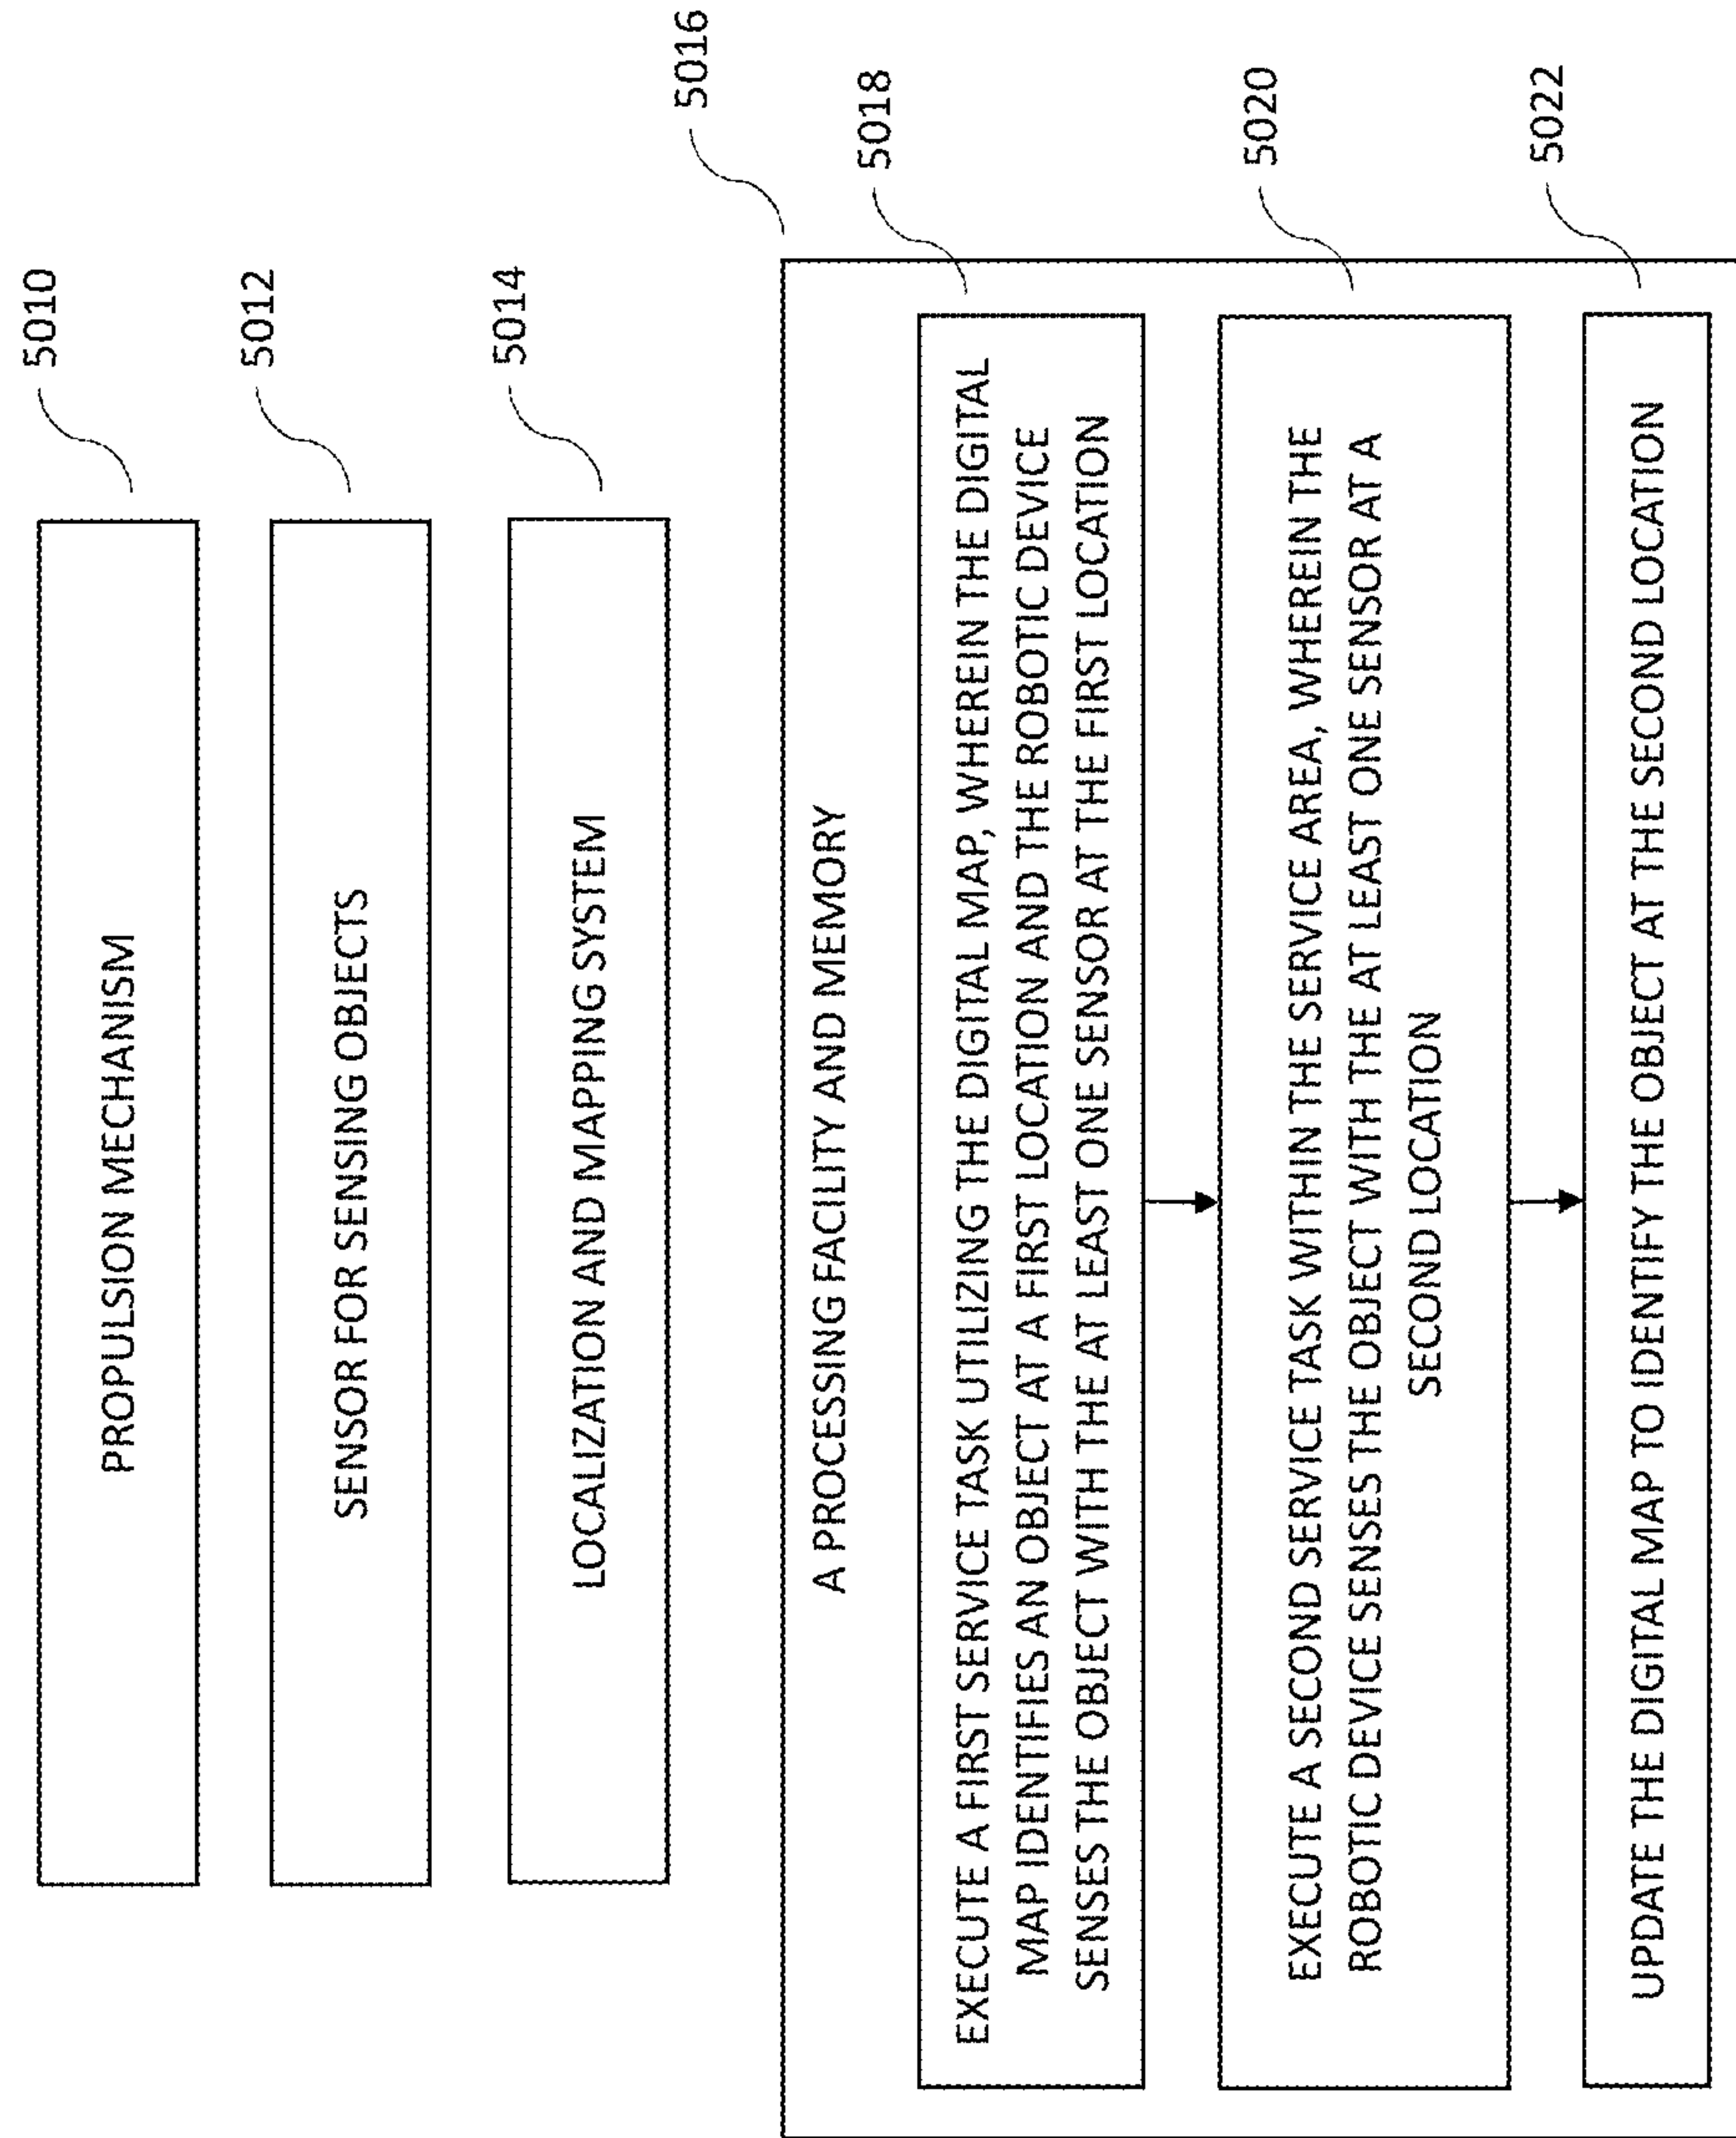 5010
PROPULSION MECHANISM
5012
SENSOR FOR SENSING OBJECTS
5014
LOCALIZATION AND MAPPING SYSTEM
5016
A PROCESSING FACILITY AND MEMORY
5018
EXECUTE A FIRST SERVICE TASK UTILIZING THE DIGITAL MAP, WHEREIN THE DIGITAL
MAP IDENTIFIES AN OBJECT AT A FIRST LOCATION AND THE ROBOTIC DEVICE
SENSES THE OBJECT WITH THE AT LEAST ONE SENSOR AT THE FIRST LOCATION
5020
EXECUTE A SECOND SERVICE TASK WITHIN THE SERVICE AREA, WHEREIN THE
ROBOTIC DEVICE SENSES THE OBJECT WITH THE AT LEAST ONE SENSOR AT A
SECOND LOCATION
5022
UPDATE THE DIGITAL MAP TO IDENTIFY THE OBJECT AT THE SECOND LOCATION